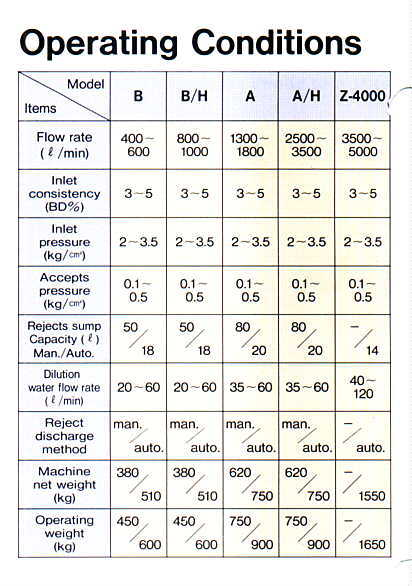 Operating Conditions
Model
Items
B B/H A A/H Z-4000
Flow rate
(ℓ/min)
400~
600
800~
1000
1300~
1800
2500~
3500
3500~
5000
Inlet
consistency
(BD%)
3~5 3~5 3~5 3~5 3~5
Inlet
pressure
(kg/cm²)
2~3.5 2~3.5 2~3.5 2~3.5 2~3.5
Accepts
pressure
(kg/cm²)
0.1~
0.5
0.1~
0.5
0.1~
0.5
0.1~
0.5
0.1~
0.5
Rejects sump
Capacity (ℓ)
Man./Auto.
50/18 50/18 80/20 80/20 –/14
Dilution
water flow rate
(ℓ/min)
20~60 20~60 35~60 35~60
40~
120
Reject
discharge
method
man./auto. man./auto. man./auto. man./auto. –/auto.
Machine
net weight
(kg)
380/510 380/510 620/750 620/750 –/1550
Operating
weight
(kg)
450/600 450/600 750/900 750/900 –/1650